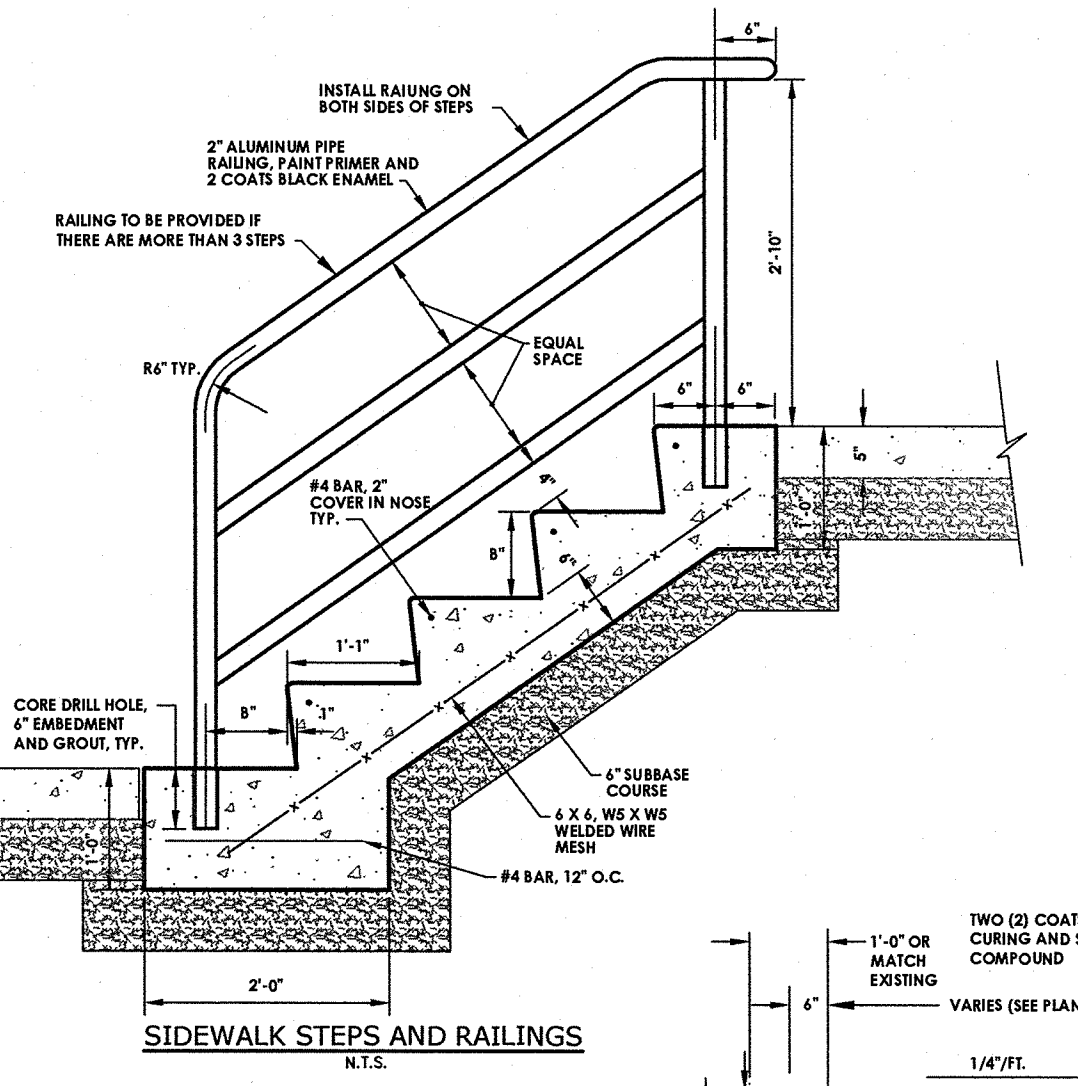 6"
INSTALL RAIUNG ON
BOTH SIDES OF STEPS
2" ALUMINUM PIPE
RAILING, PAINT PRIMER AND
2 COATS BLACK ENAMEL
RAILING TO BE PROVIDED IF
THERE ARE MORE THAN 3 STEPS
2'-10"
EQUAL
SPACE
R6" TYP.
6"
6"
5"
1'-0"
#4 BAR, 2"
COVER IN NOSE
TYP.
4"
B"
6"
1'-1"
CORE DRILL HOLE,
6" EMBEDMENT
AND GROUT, TYP.
B"
1"
6" SUBBASE
COURSE
6 X 6, W5 X W5
WELDED WIRE
MESH
1'-0"
#4 BAR, 12" O.C.
2'-0"
SIDEWALK STEPS AND RAILINGS
N.T.S.
TWO (2) COAT
CURING AND S
COMPOUND
1'-0" OR
MATCH
EXISTING
6"
VARIES (SEE PLAN
1/4"/FT.